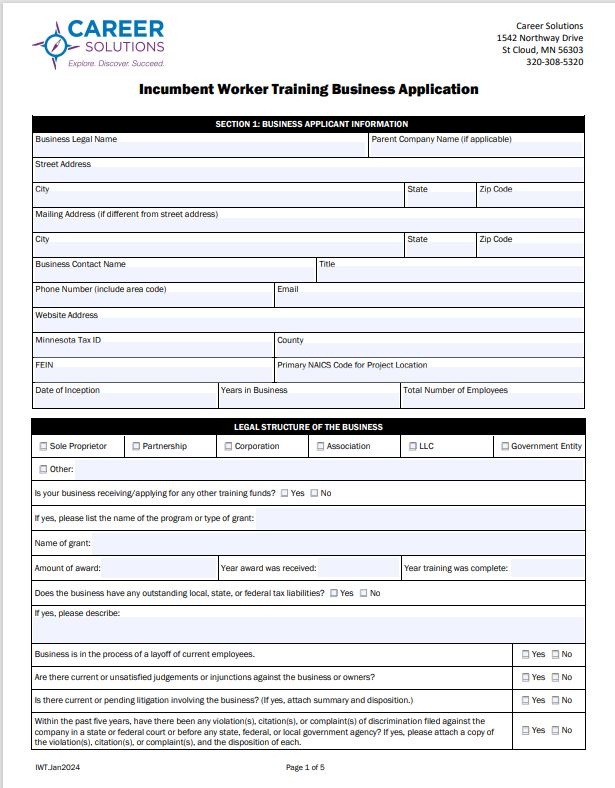 CAREER
SOLUTIONS
Explore. Discover. Succeed.
Career Solutions
1542 Northway Drive
St Cloud, MN 56303
320-308-5320
Incumbent Worker Training Business Application
SECTION 1: BUSINESS APPLICANT INFORMATION
Business Legal Name Parent Company Name (if applicable)
Street Address
City State Zip Code
Mailing Address (if different from street address)
City State Zip Code
Business Contact Name Title
Phone Number (include area code) Email
Website Address
Minnesota Tax ID County
FEIN Primary NAICS Code for Project Location
Date of Inception Years in Business Total Number of Employees
LEGAL STRUCTURE OF THE BUSINESS
Sole Proprietor Partnership Corporation Association LLC Government Entity
Other:
Is your business receiving/applying for any other training funds? Yes No
If yes, please list the name of the program or type of grant:
Name of grant:
Amount of award: Year award was received: Year training was complete:
Does the business have any outstanding local, state, or federal tax liabilities? Yes No
If yes, please describe:
Business is in the process of a layoff of current employees. Yes No
Are there current or unsatisfied judgements or injunctions against the business or owners? Yes No
Is there current or pending litigation involving the business? (If yes, attach summary and disposition.) Yes No
Within the past five years, have there been any violation(s), citation(s), or complaint(s) of discrimination filed against the
company in a state or federal court or before any state, federal, or local government agency? If yes, please attach a copy of
the violation(s), citation(s), or complaint(s), and the disposition of each. Yes No
IWT.Jan2024 Page 1 of 5